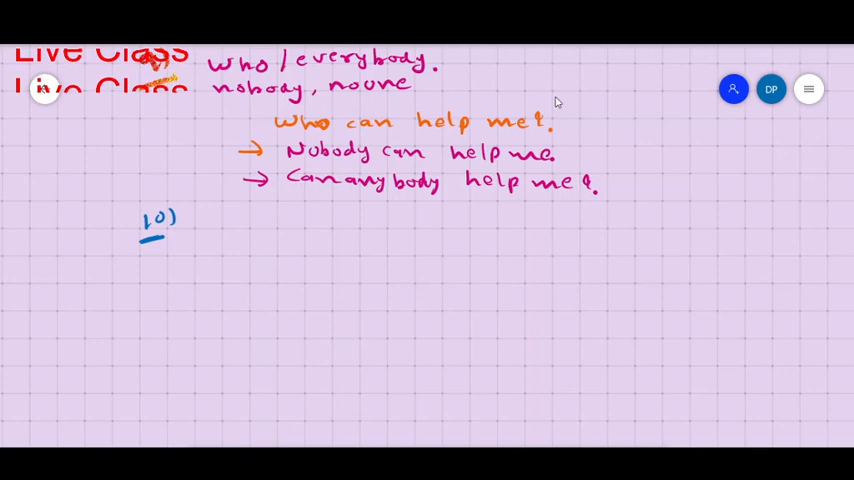 Live Class
9) Who / everybody.
Live Class
nobody, noone
Who can help me?
→ Nobody can help me.
→ Can anybody help me?
10)
DP